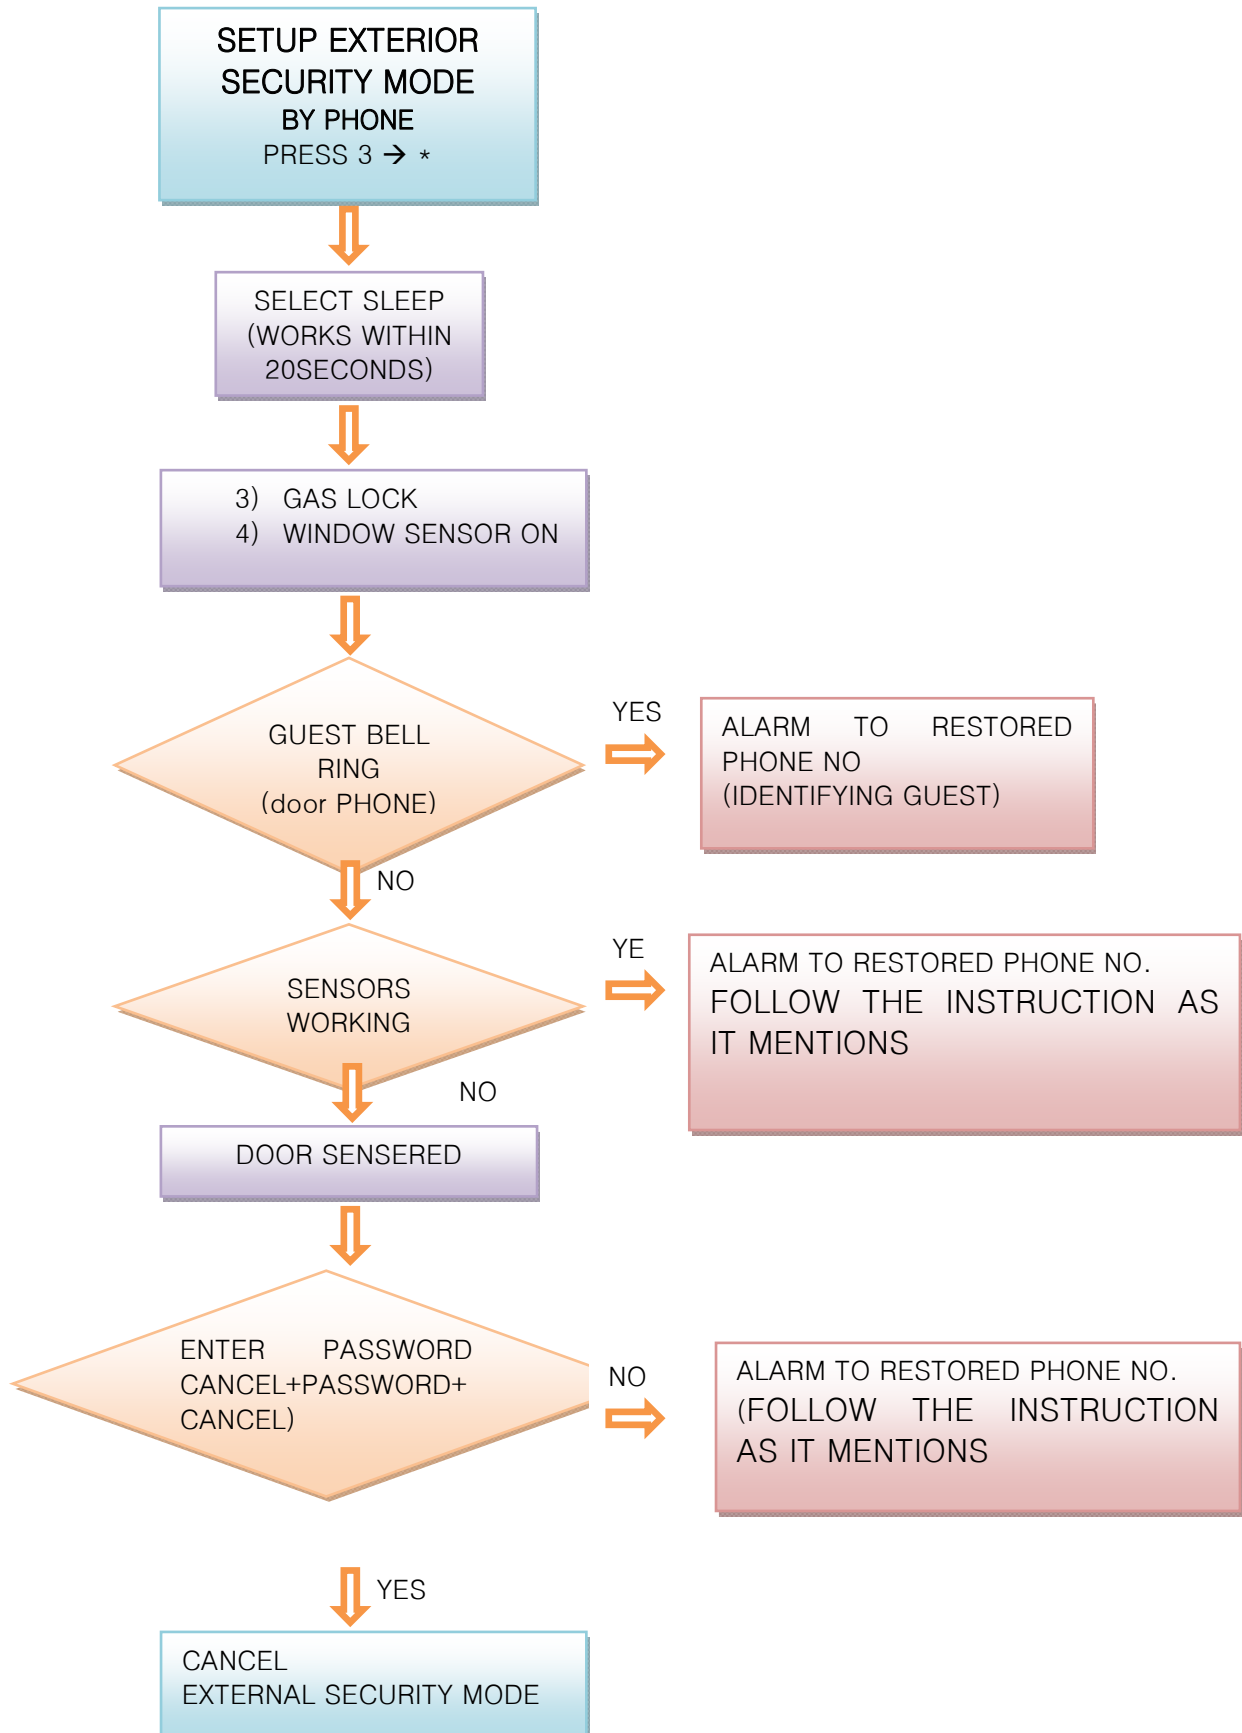 SETUP EXTERIOR
SECURITY MODE
BY PHONE
PRESS 3 → *
SELECT SLEEP
(WORKS WITHIN
20SECONDS)
3) GAS LOCK
4) WINDOW SENSOR ON
GUEST BELL
RING
(door PHONE)
YES
ALARM TO RESTORED
PHONE NO
(IDENTIFYING GUEST)
NO
SENSORS
WORKING
YE
ALARM TO RESTORED PHONE NO.
FOLLOW THE INSTRUCTION AS
IT MENTIONS
NO
DOOR SENSERED
ENTER PASSWORD
CANCEL+PASSWORD+
CANCEL)
NO
ALARM TO RESTORED PHONE NO.
(FOLLOW THE INSTRUCTION
AS IT MENTIONS
YES
CANCEL
EXTERNAL SECURITY MODE